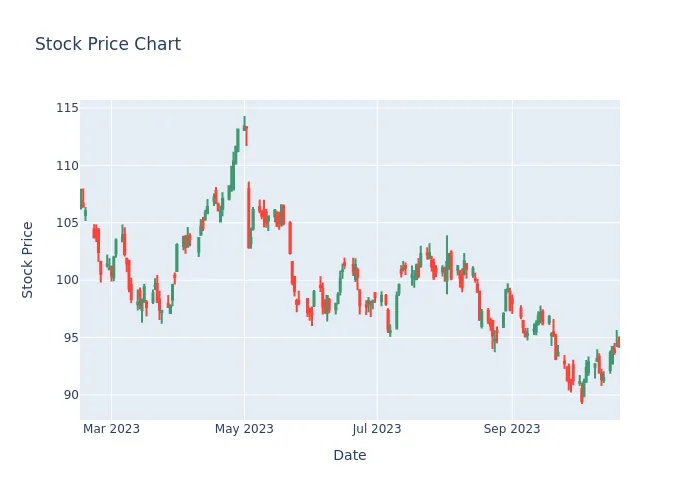 Stock Price Chart
115
110
105
100
95
90
Stock Price
Mar 2023
May 2023
Jul 2023
Sep 2023
Date